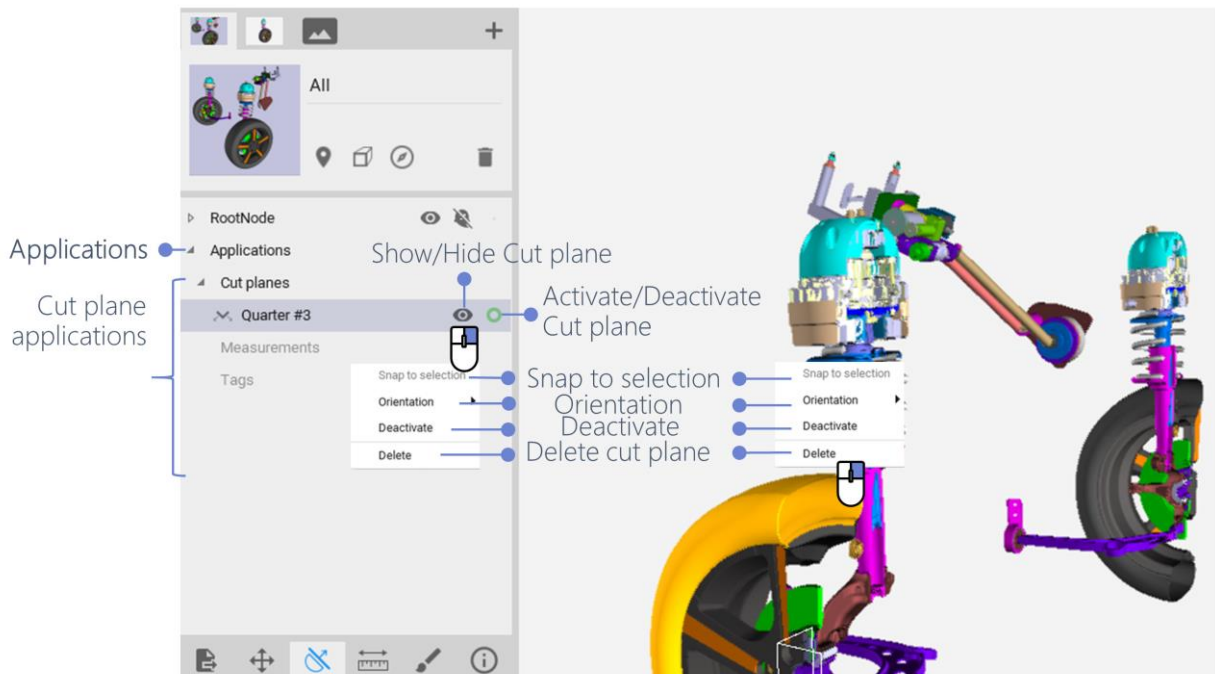 All
RootNode
Applications
Applications
Show/Hide Cut plane
Cut planes
Cut plane
applications
Quarter #3
Activate/Deactivate
Cut plane
Measurements
Tags
Snap to selection
Orientation
Deactivate
Delete
Snap to selection
Orientation
Deactivate
Delete cut plane
Snap to selection
Orientation
Deactivate
Delete